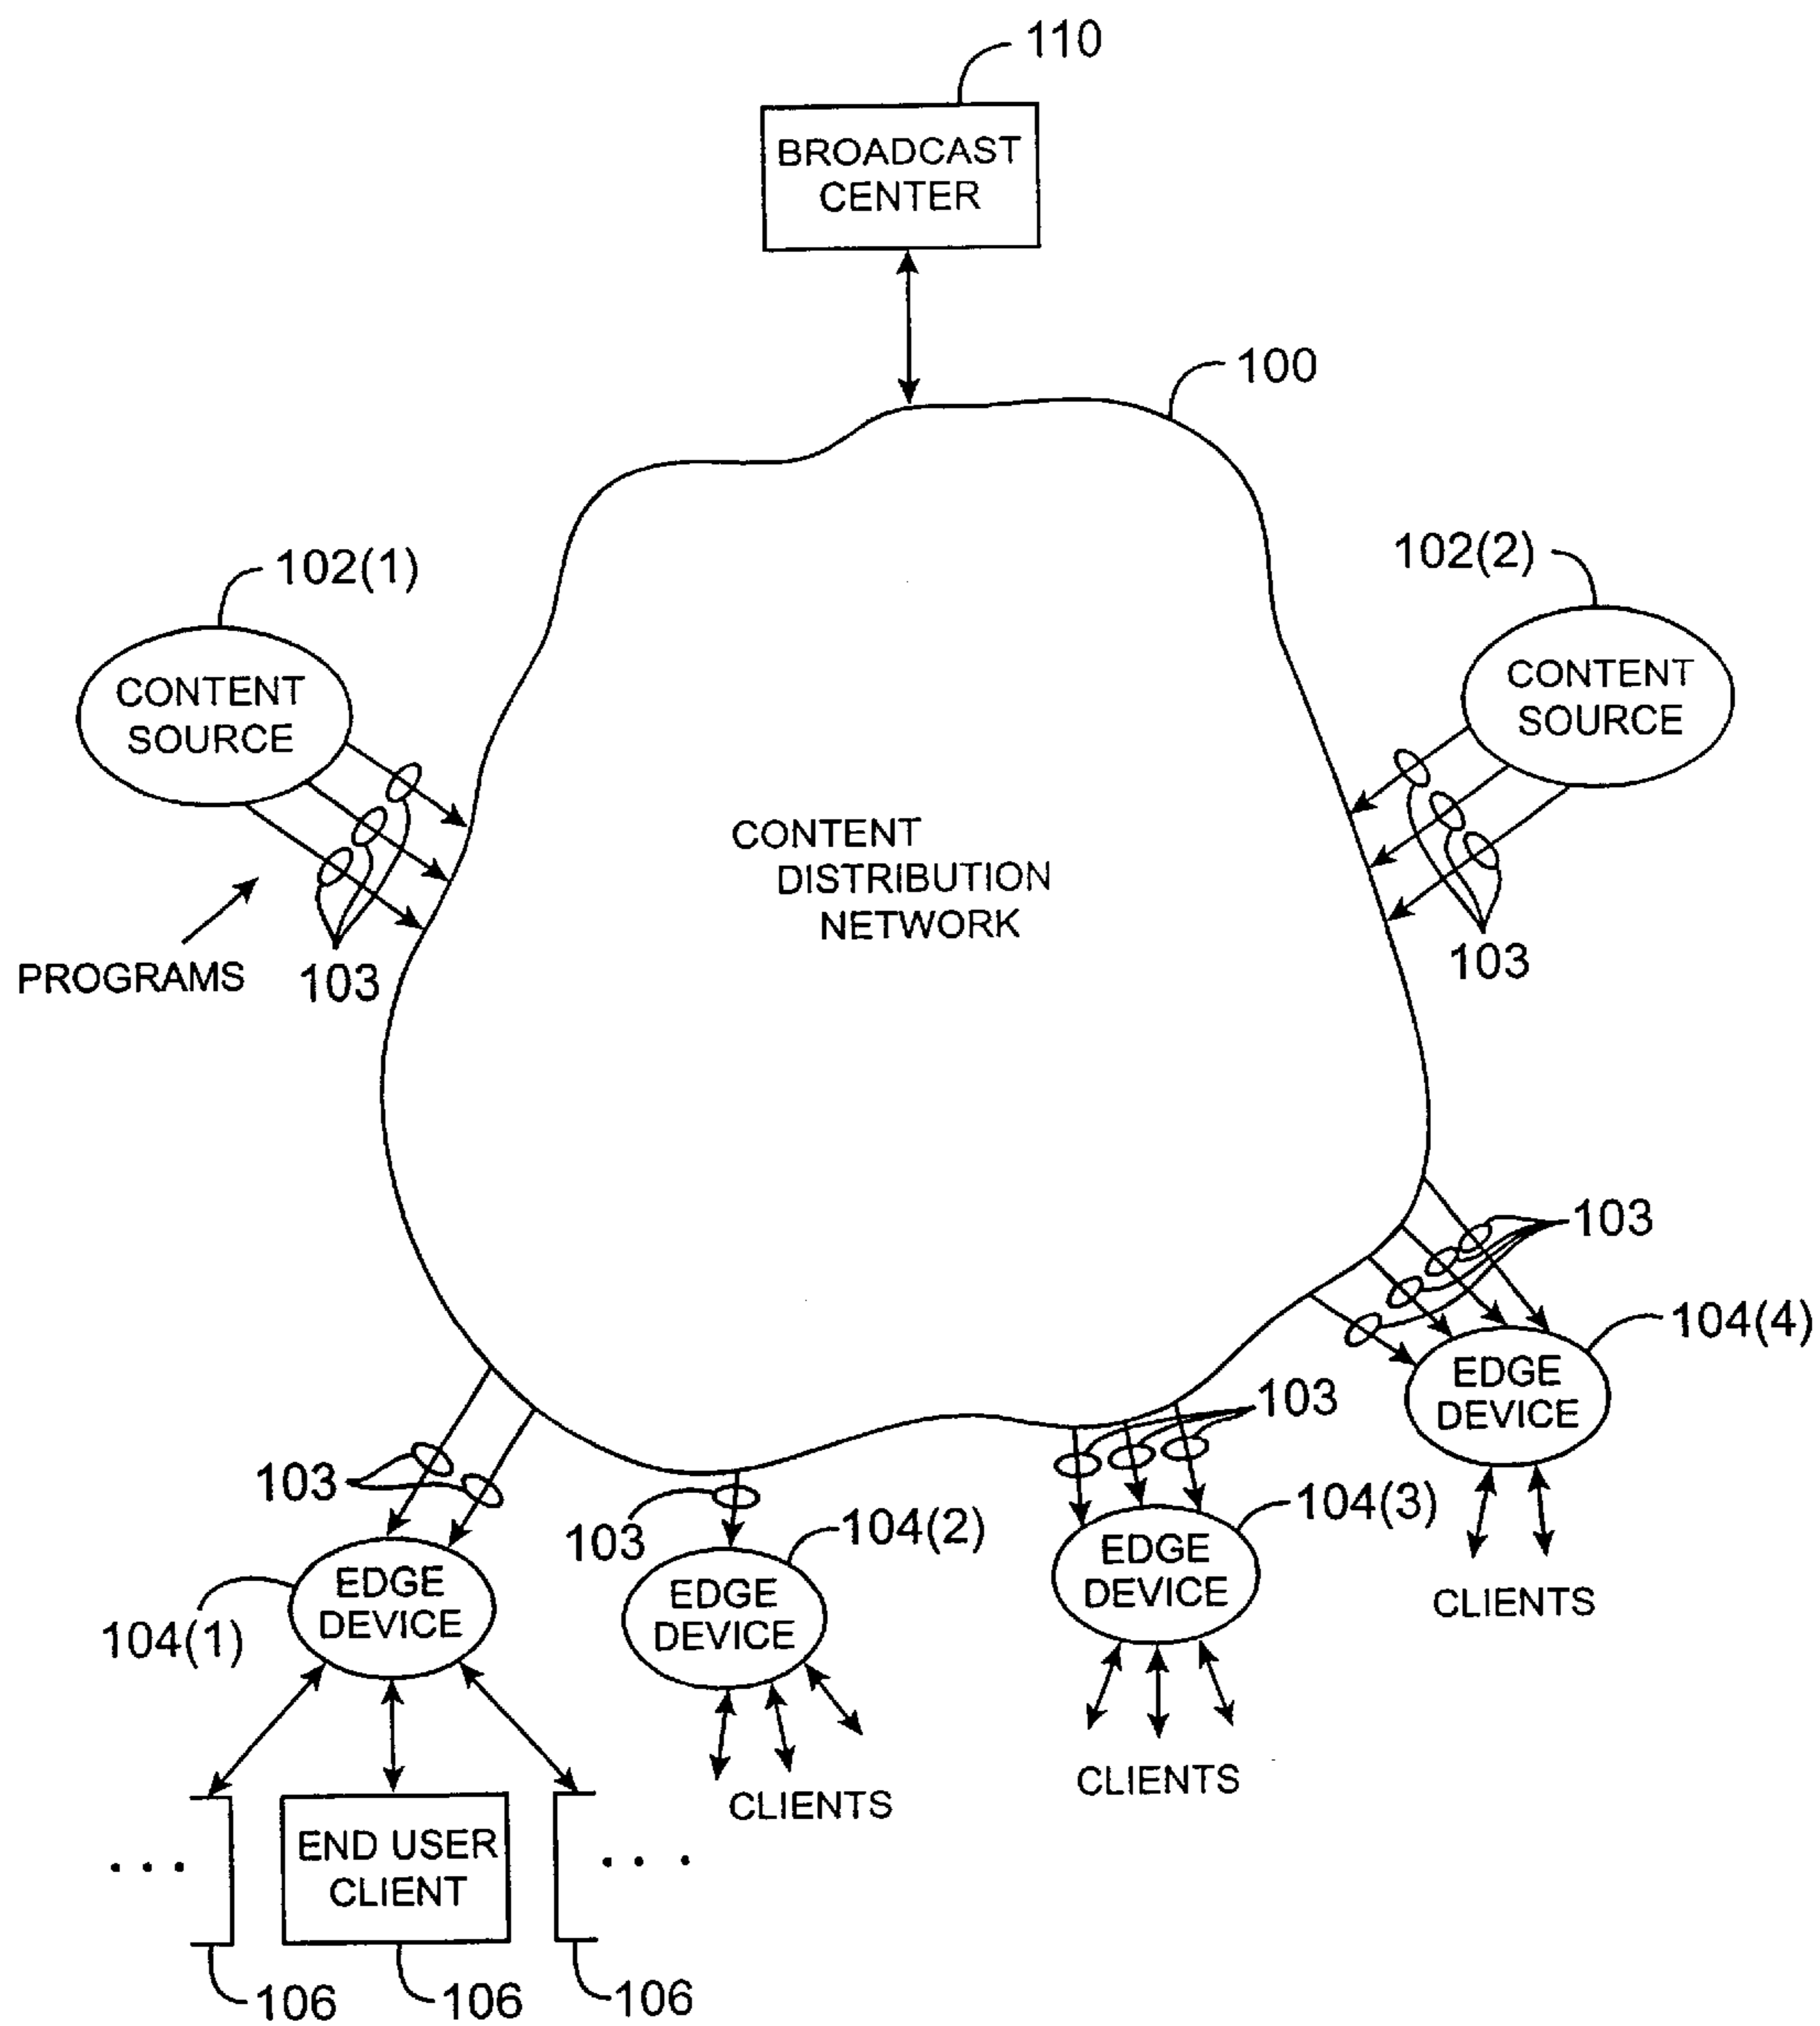 110
BROADCAST
CENTER
100
102(1)
102(2)
CONTENT
SOURCE
CONTENT
SOURCE
CONTENT
DISTRIBUTION
NETWORK
PROGRAMS
103
103
103
104(4)
EDGE
DEVICE
CLIENTS
103
103
103
104(1)
EDGE
DEVICE
104(2)
EDGE
DEVICE
CLIENTS
104(3)
EDGE
DEVICE
CLIENTS
...
END USER
CLIENT
...
106
106
106